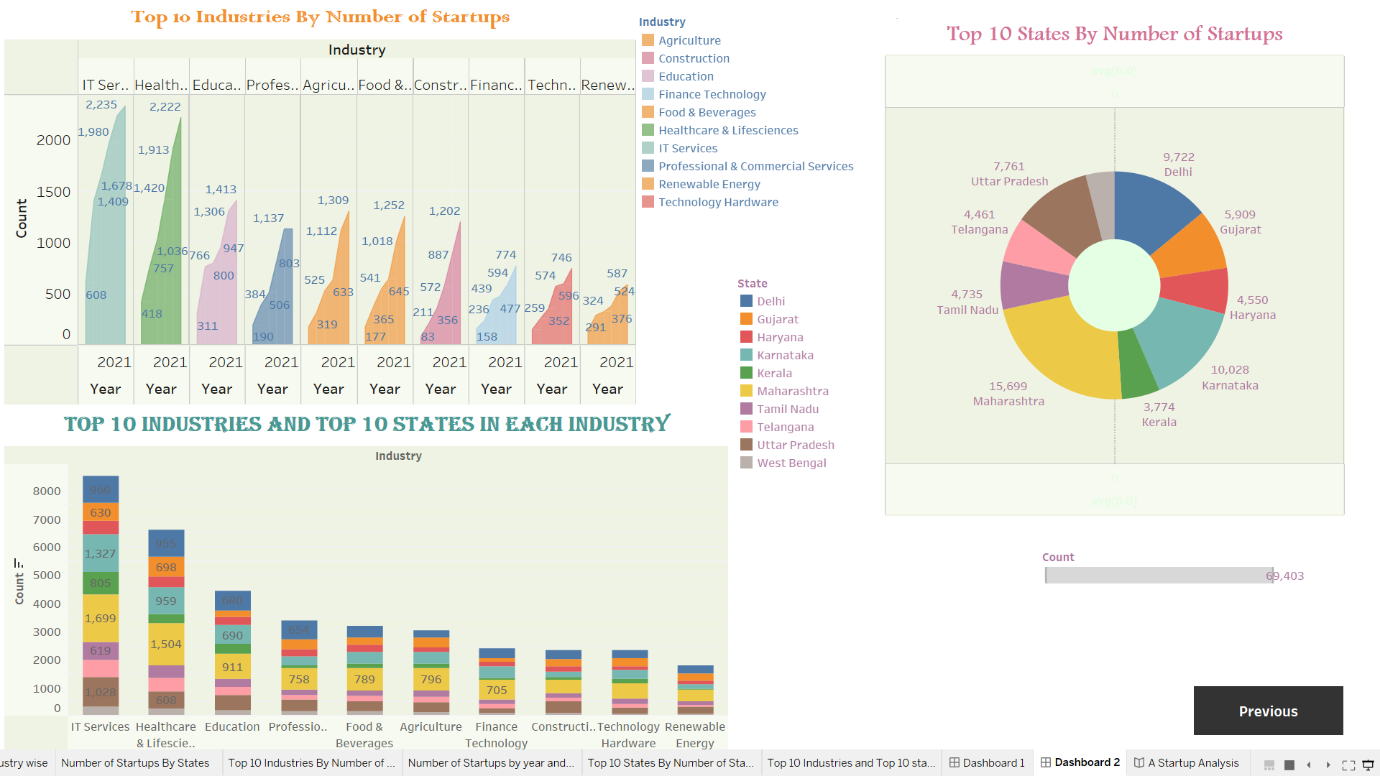 Top 10 Industries By Number of Startups
Industry
IT Ser.. Health.. Educa.. Profes.. Agricu.. Food &.. Constr.. Financ.. Techn.. Renew..
Count
2000
1500
1000
500
0
2,235
1,980
1,678
1,409
608
2,222
1,913
1,420
1,036
757
418
1,413
1,306
947
766
800
311
1,137
803
384
506
190
1,309
1,112
525
633
319
1,252
1,018
541
645
365
177
1,202
887
572
211
356
83
774
594
439
236
477
158
746
574
596
259
352
587
524
324
376
291
2021 2021 2021 2021 2021 2021 2021 2021 2021 2021
Year Year Year Year Year Year Year Year Year Year
Industry
Agriculture
Construction
Education
Finance Technology
Food & Beverages
Healthcare & Lifesciences
IT Services
Professional & Commercial Services
Renewable Energy
Technology Hardware
Top 10 States By Number of Startups
avg(0.0)
9,722
Delhi
5,909
Gujarat
4,550
Haryana
10,028
Karnataka
3,774
Kerala
15,699
Maharashtra
4,735
Tamil Nadu
4,461
Telangana
7,761
Uttar Pradesh
avg(0.0)
State
Delhi
Gujarat
Haryana
Karnataka
Kerala
Maharashtra
Tamil Nadu
Telangana
Uttar Pradesh
West Bengal
TOP 10 INDUSTRIES AND TOP 10 STATES IN EACH INDUSTRY
Industry
Count
8000
7000
6000
5000
4000
3000
2000
1000
0
630
1,327
805
1,699
619
1,028
698
959
1,504
608
690
911
758
789
796
705
IT Services
Healthcare
& Lifescie..
Education
Professio..
Food &
Beverages
Agriculture
Finance
Technology
Constructi..
Technology
Hardware
Renewable
Energy
Count
69,403
Previous
ustry wise Number of Startups By States Top 10 Industries By Number of ... Number of Startups by year and... Top 10 States By Number of Sta... Top 10 Industries and Top 10 sta... Dashboard 1 Dashboard 2 A Startup Analysis